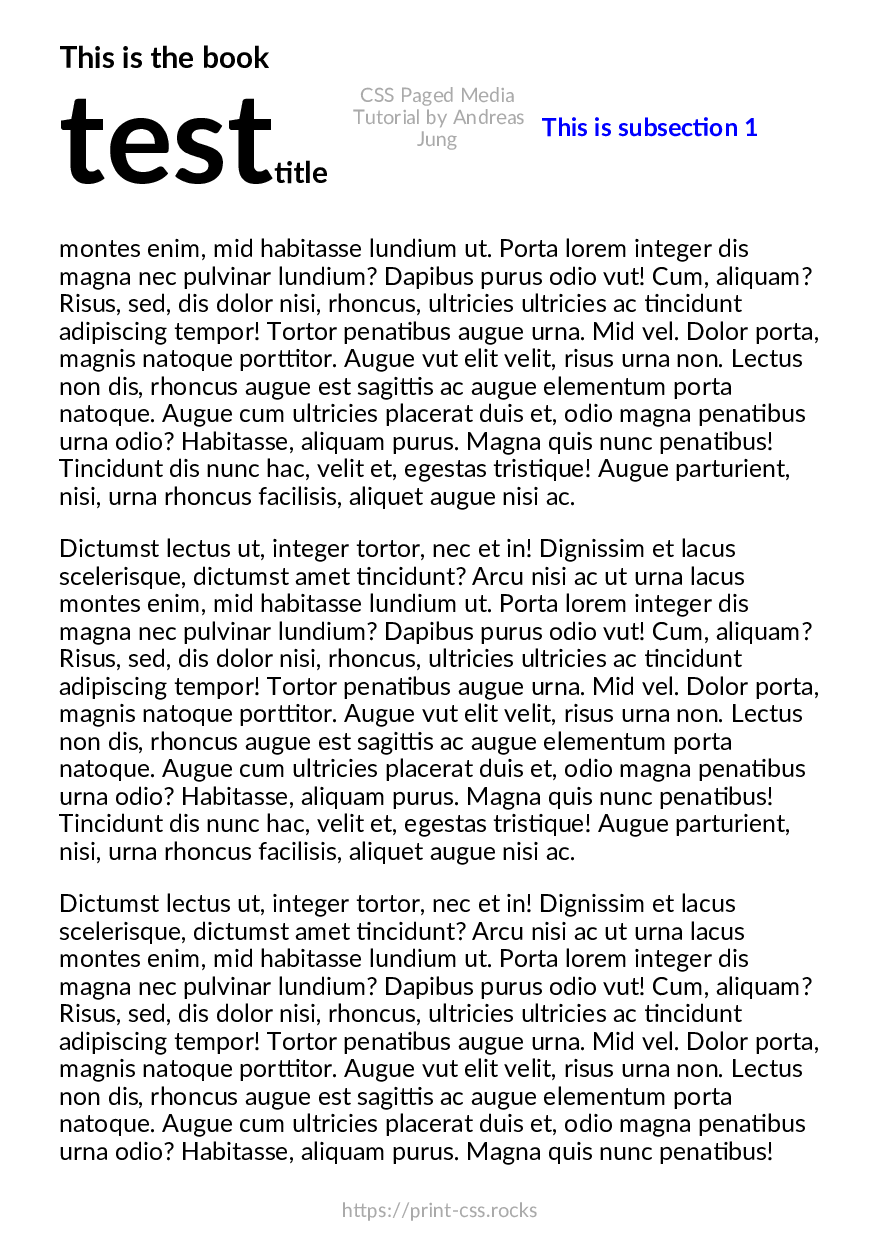 This is the book
testtitle
CSS Paged Media
Tutorial by Andreas
Jung
This is subsection 1
montes enim, mid habitasse lundium ut. Porta lorem integer dis
magna nec pulvinar lundium? Dapibus purus odio vut! Cum, aliquam?
Risus, sed, dis dolor nisi, rhoncus, ultricies ultricies ac tincidunt
adipiscing tempor! Tortor penatibus augue urna. Mid vel. Dolor porta,
magnis natoque porttitor. Augue vut elit velit, risus urna non. Lectus
non dis, rhoncus augue est sagittis ac augue elementum porta
natoque. Augue cum ultricies placerat duis et, odio magna penatibus
urna odio? Habitasse, aliquam purus. Magna quis nunc penatibus!
Tincidunt dis nunc hac, velit et, egestas tristique! Augue parturient,
nisi, urna rhoncus facilisis, aliquet augue nisi ac.
Dictumst lectus ut, integer tortor, nec et in! Dignissim et lacus
scelerisque, dictumst amet tincidunt? Arcu nisi ac ut urna lacus
montes enim, mid habitasse lundium ut. Porta lorem integer dis
magna nec pulvinar lundium? Dapibus purus odio vut! Cum, aliquam?
Risus, sed, dis dolor nisi, rhoncus, ultricies ultricies ac tincidunt
adipiscing tempor! Tortor penatibus augue urna. Mid vel. Dolor porta,
magnis natoque porttitor. Augue vut elit velit, risus urna non. Lectus
non dis, rhoncus augue est sagittis ac augue elementum porta
natoque. Augue cum ultricies placerat duis et, odio magna penatibus
urna odio? Habitasse, aliquam purus. Magna quis nunc penatibus!
Tincidunt dis nunc hac, velit et, egestas tristique! Augue parturient,
nisi, urna rhoncus facilisis, aliquet augue nisi ac.
Dictumst lectus ut, integer tortor, nec et in! Dignissim et lacus
scelerisque, dictumst amet tincidunt? Arcu nisi ac ut urna lacus
montes enim, mid habitasse lundium ut. Porta lorem integer dis
magna nec pulvinar lundium? Dapibus purus odio vut! Cum, aliquam?
Risus, sed, dis dolor nisi, rhoncus, ultricies ultricies ac tincidunt
adipiscing tempor! Tortor penatibus augue urna. Mid vel. Dolor porta,
magnis natoque porttitor. Augue vut elit velit, risus urna non. Lectus
non dis, rhoncus augue est sagittis ac augue elementum porta
natoque. Augue cum ultricies placerat duis et, odio magna penatibus
urna odio? Habitasse, aliquam purus. Magna quis nunc penatibus!
https://print-css.rocks